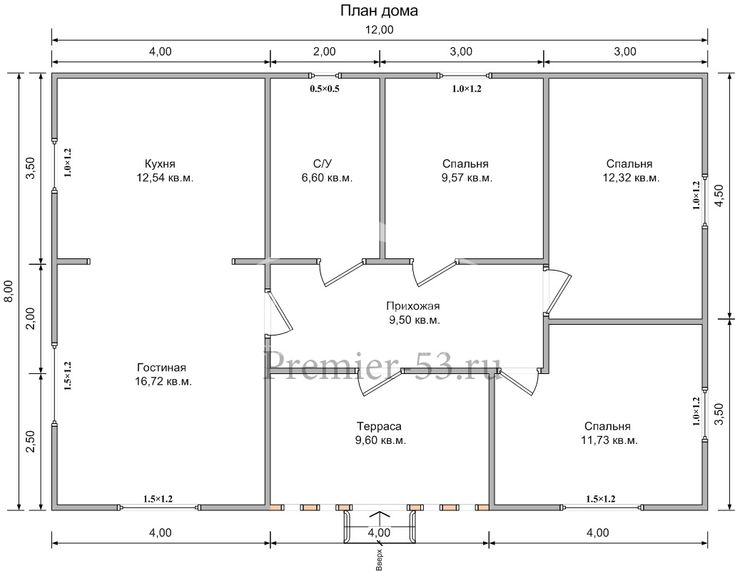 План дома
12,00
4,00
2,00
3,00
3,00
0.5×0.5
1.0×1.2
3,50
1.0×1.2
Кухня
12,54 кв.м.
С/У
6,60 кв.м.
Спальня
9,57 кв.м.
Спальня
12,32 кв.м.
1.0×1.2
4,50
8,00
2,00
Прихожая
9,50 кв.м.
1.5×1.2
Гостиная
16,72 кв.м.
Premier-53.ru
2,50
Терраса
9,60 кв.м.
Спальня
11,73 кв.м.
1.0×1.2
3,50
1.5×1.2
1.5×1.2
4,00
4,00
4,00
Вверх